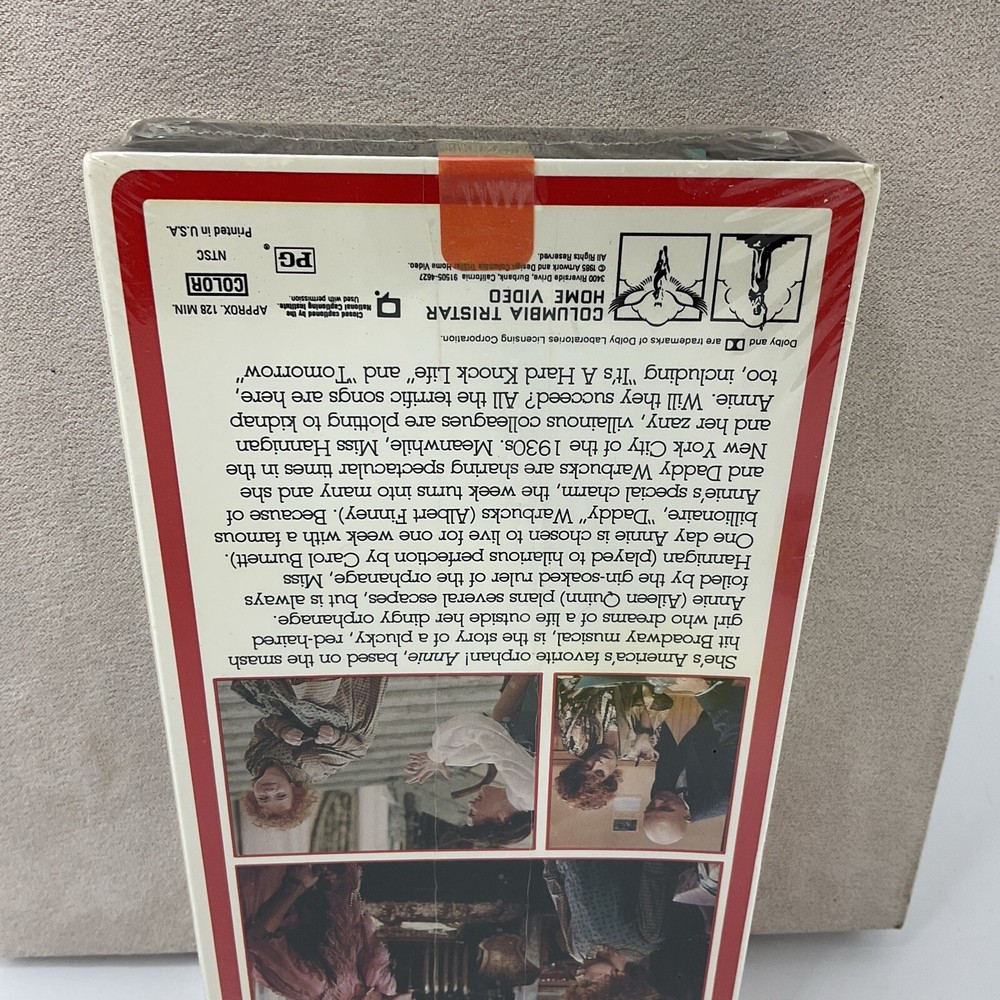 She's America's favorite orphan! Annie, based on the smash
hit Broadway musical, is the story of a plucky, red-haired
girl who dreams of a life outside her dingy orphanage.
Annie (Aileen Quinn) plans several escapes, but is always
foiled by the gin-soaked ruler of the orphanage, Miss
Hannigan (played to hilarious perfection by Carol Burnett).
One day Annie is chosen to live for one week with a famous
billionaire, "Daddy" Warbucks (Albert Finney). Because of
Annie's special charm, the week turns into many and she
and Daddy Warbucks are sharing spectacular times in the
New York City of the 1930s. Meanwhile, Miss Hannigan
and her zany, villainous colleagues are plotting to kidnap
Annie. Will they succeed? All the terrific songs are here,
too, including "It's A Hard Knock Life" and "Tomorrow"
Dolby and are trademarks of Dolby Laboratories Licensing Corporation.
COLUMBIA TRISTAR
HOME VIDEO
3400 Riverside Drive, Burbank, California 91505-4627
© 1985 Artwork and Design Columbia TriStar Home Video.
All Rights Reserved.
Closed captioned by the
National Captioning Institute.
Used with permission.
PG ®
APPROX. 128 MIN.
COLOR
NTSC
Printed in U.S.A.